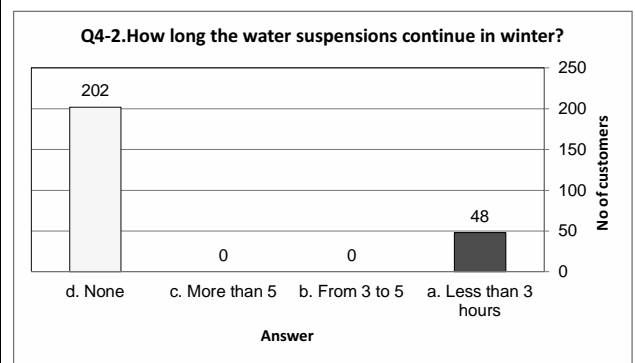 Q4-2.How long the water suspensions continue in winter?
250
200
150
100
50
0
No of customers
202
0
0
48
d. None
c. More than 5
b. From 3 to 5
a. Less than 3
hours
Answer